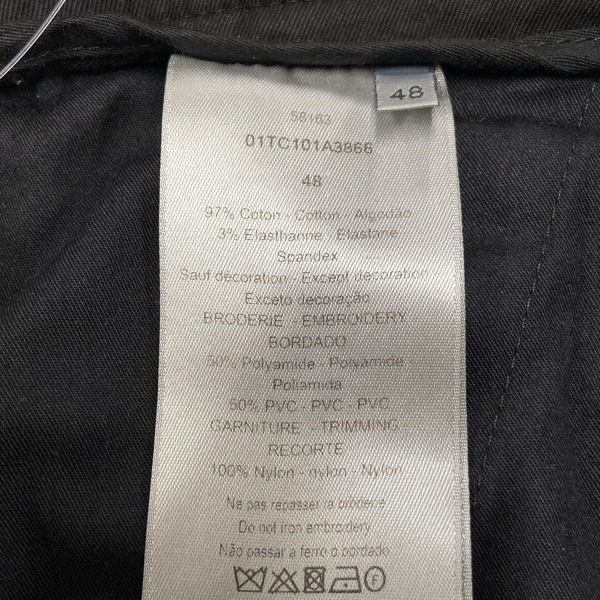 48
58163
01TC101A3866
48
97% Coton - Cotton - Algodão
3% Elasthanne - Elastane
Spandex
Sauf décoration - Except decoration -
Exceto decoração
BRODERIE - EMBROIDERY
BORDADO
50% Polyamide - Polyamide
Poliamida
50% PVC - PVC - PVC
GARNITURE - TRIMMING -
RECORTE
100% Nylon - nylon - Nylon
Ne pas repasser la broderie
Do not iron embroidery
Não passar a ferro o bordado
F